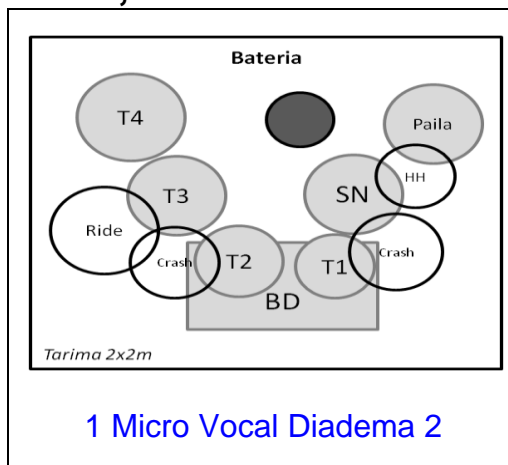 Bateria
T4
Paila
HH
T3
SN
Ride
Crash
T2
T1
Crash
BD
Tarima 2x2m
1 Micro Vocal Diadema 2